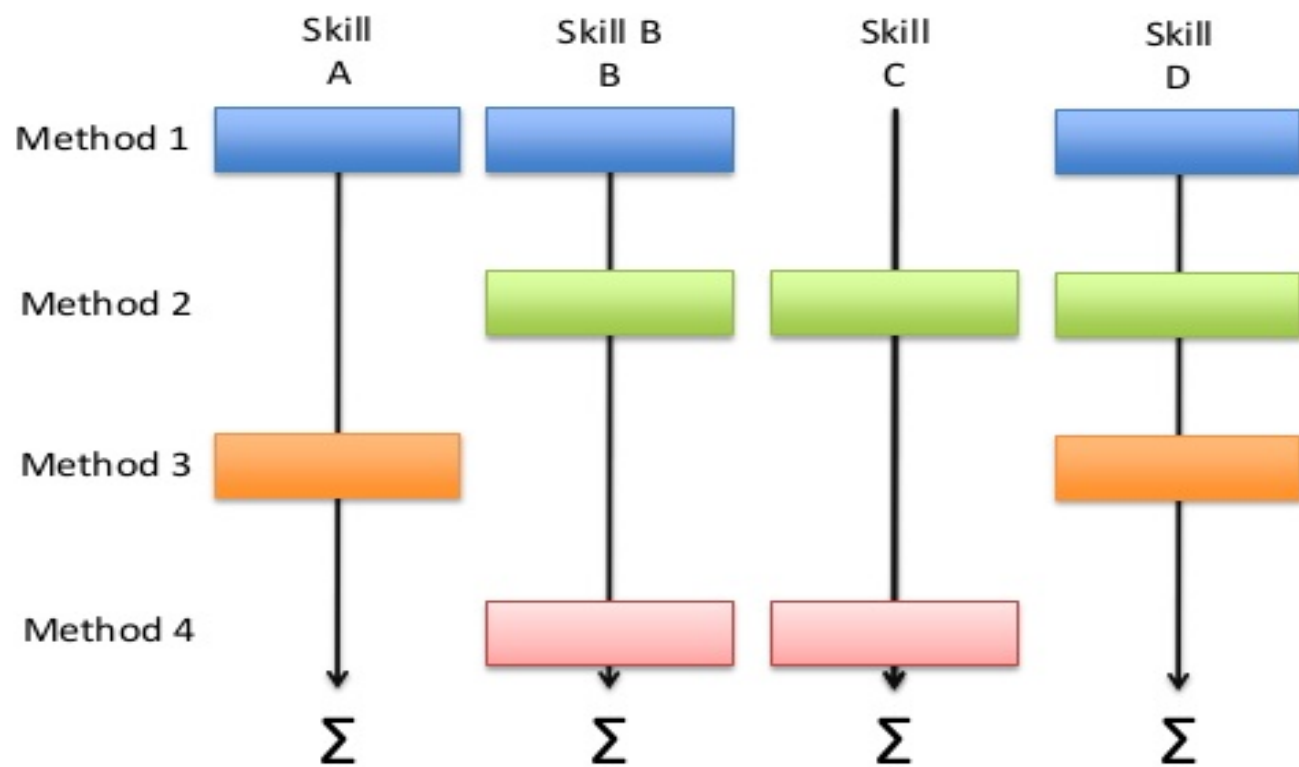 Skill
A
Skill B
B
Skill
C
Skill
D
Method 1
Method 2
Method 3
Method 4
Σ
Σ
Σ
Σ